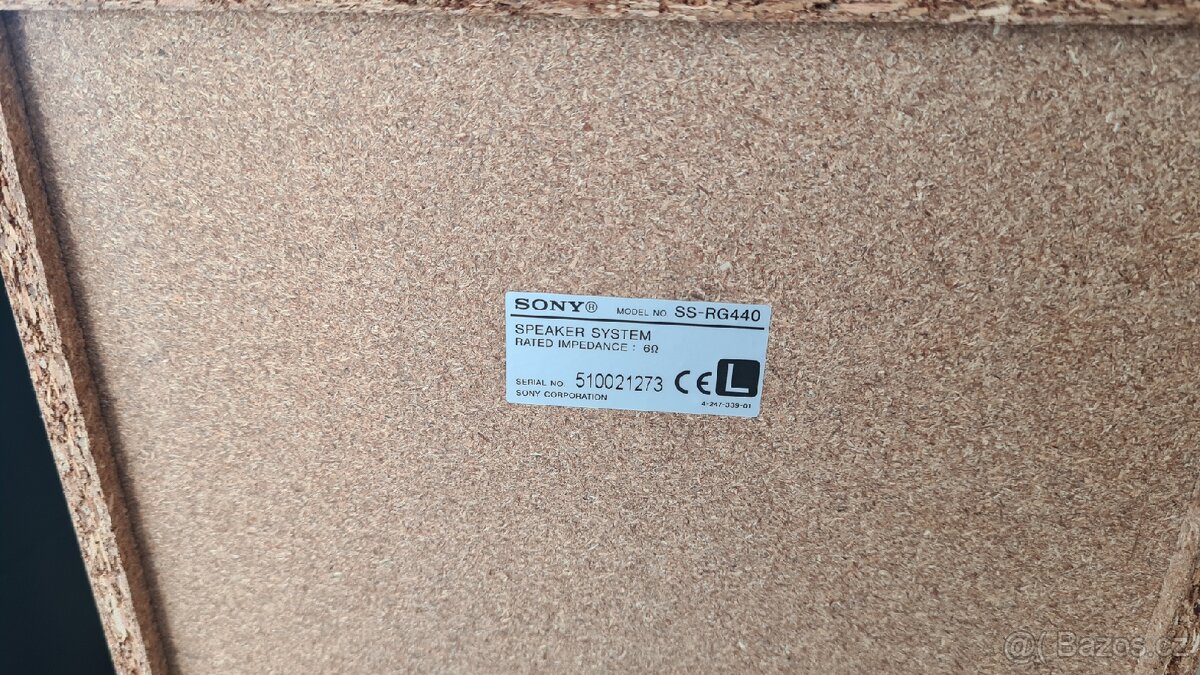 SONY® MODEL NO. SS-RG440
SPEAKER SYSTEM
RATED IMPEDANCE : 6Ω
SERIAL NO. 510021273 CE L
SONY CORPORATION 4-247-339-01
@( Bazos.cz